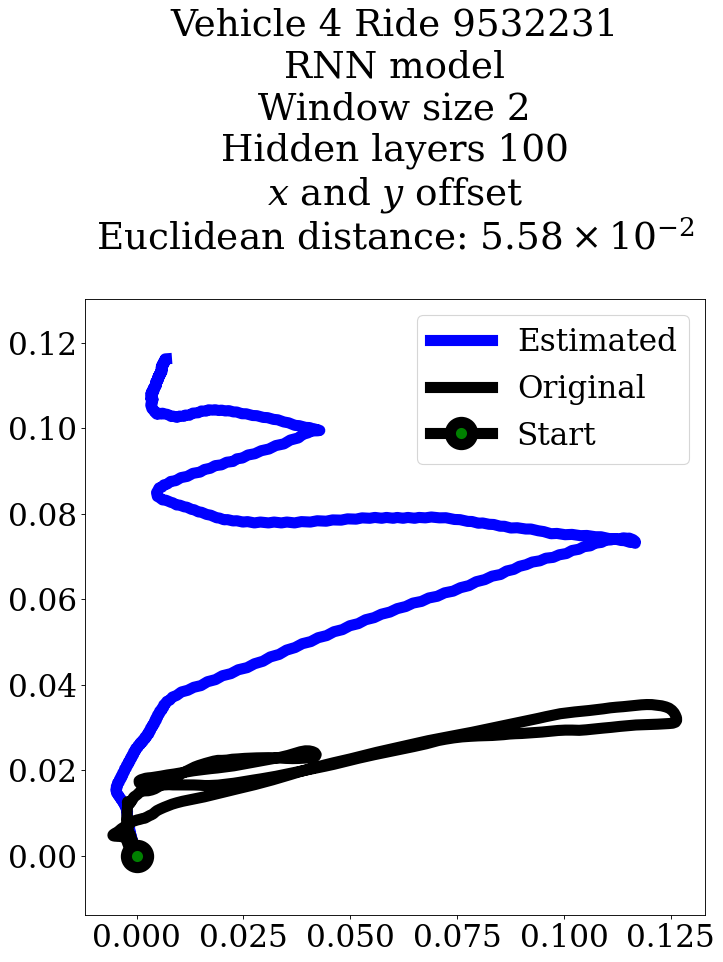 Vehicle 4 Ride 9532231
RNN model
Window size 2
Hidden layers 100
x and y offset
Euclidean distance: 5.58 × 10⁻²
Estimated
Original
Start
0.12
0.10
0.08
0.06
0.04
0.02
0.00
0.000 0.025 0.050 0.075 0.100 0.125